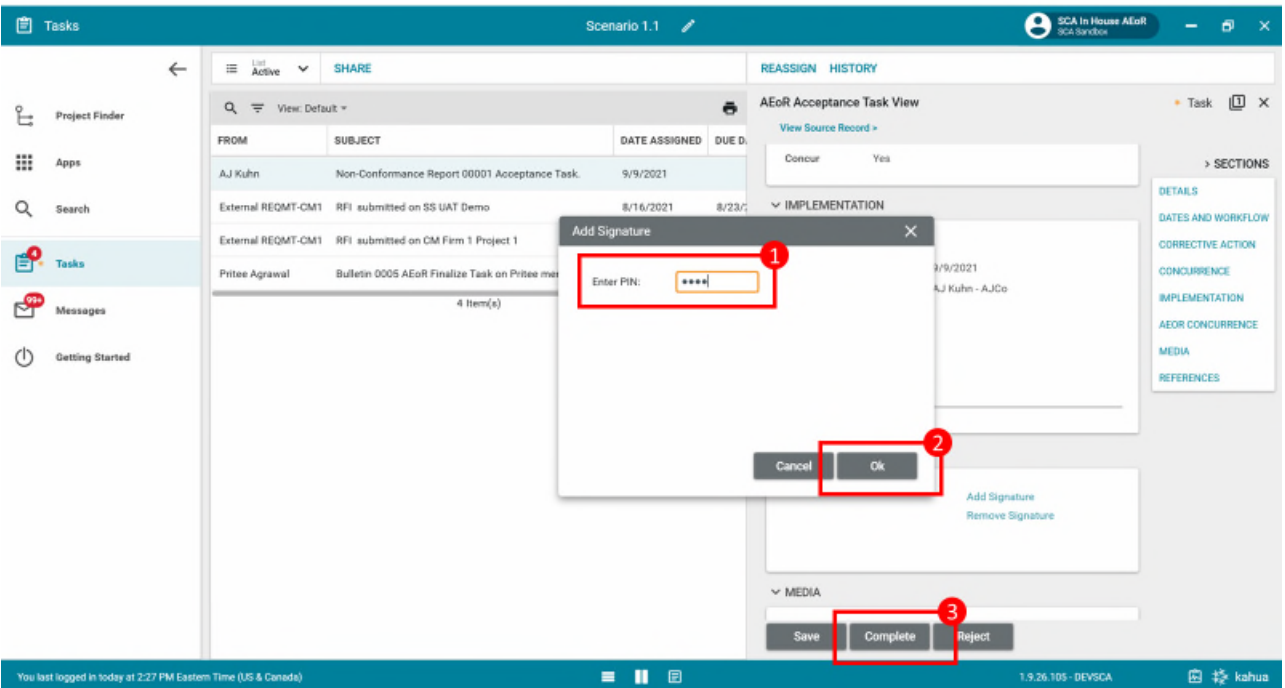 Tasks
Scenario 1.1
SCA In House AEoR
SCA Sandbox
List
Active
SHARE
REASSIGN HISTORY
Project Finder
Apps
Search
4
Tasks
99+
Messages
Getting Started
View: Default
FROM SUBJECT DATE ASSIGNED DUE D
AJ Kuhn Non-Conformance Report 00001 Acceptance Task. 9/9/2021
External REQMT-CM1 RFI submitted on SS UAT Demo 8/16/2021 8/23/
External REQMT-CM1 RFI submitted on CM Firm 1 Project 1
Pritee Agrawal Bulletin 0005 AEoR Finalize Task on Pritee
4 Item(s)
Add Signature
1
Enter PIN: ••••
2
Cancel Ok
AEoR Acceptance Task View
Task
1
View Source Record »
Concur Yes
IMPLEMENTATION
9/9/2021
AJ Kuhn - AJCo
Add Signature
Remove Signature
MEDIA
3
Save Complete Reject
> SECTIONS
DETAILS
DATES AND WORKFLOW
CORRECTIVE ACTION
CONCURRENCE
IMPLEMENTATION
AEOR CONCURRENCE
MEDIA
REFERENCES
You last logged in today at 2:27 PM Eastern Time (US & Canada)
1.9.26.105 - DEVSCA
kahua